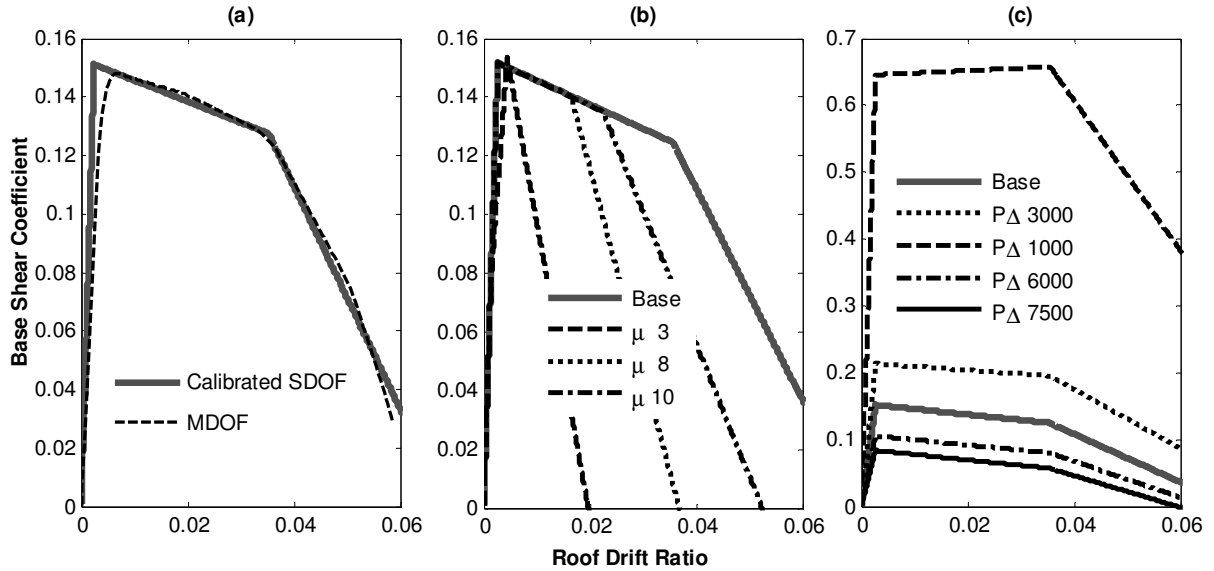 (a)
(b)
(c)
Base Shear Coefficient
0.16
0.14
0.12
0.1
0.08
0.06
0.04
0.02
0
Calibrated SDOF
MDOF
0
0.02
0.04
0.06
0.16
0.14
0.12
0.1
0.08
0.06
0.04
0.02
0
Base
μ 3
μ 8
μ 10
0
0.02
0.04
0.06
0.7
0.6
0.5
0.4
0.3
0.2
0.1
0
Base
PΔ 3000
PΔ 1000
PΔ 6000
PΔ 7500
0
0.02
0.04
0.06
Roof Drift Ratio